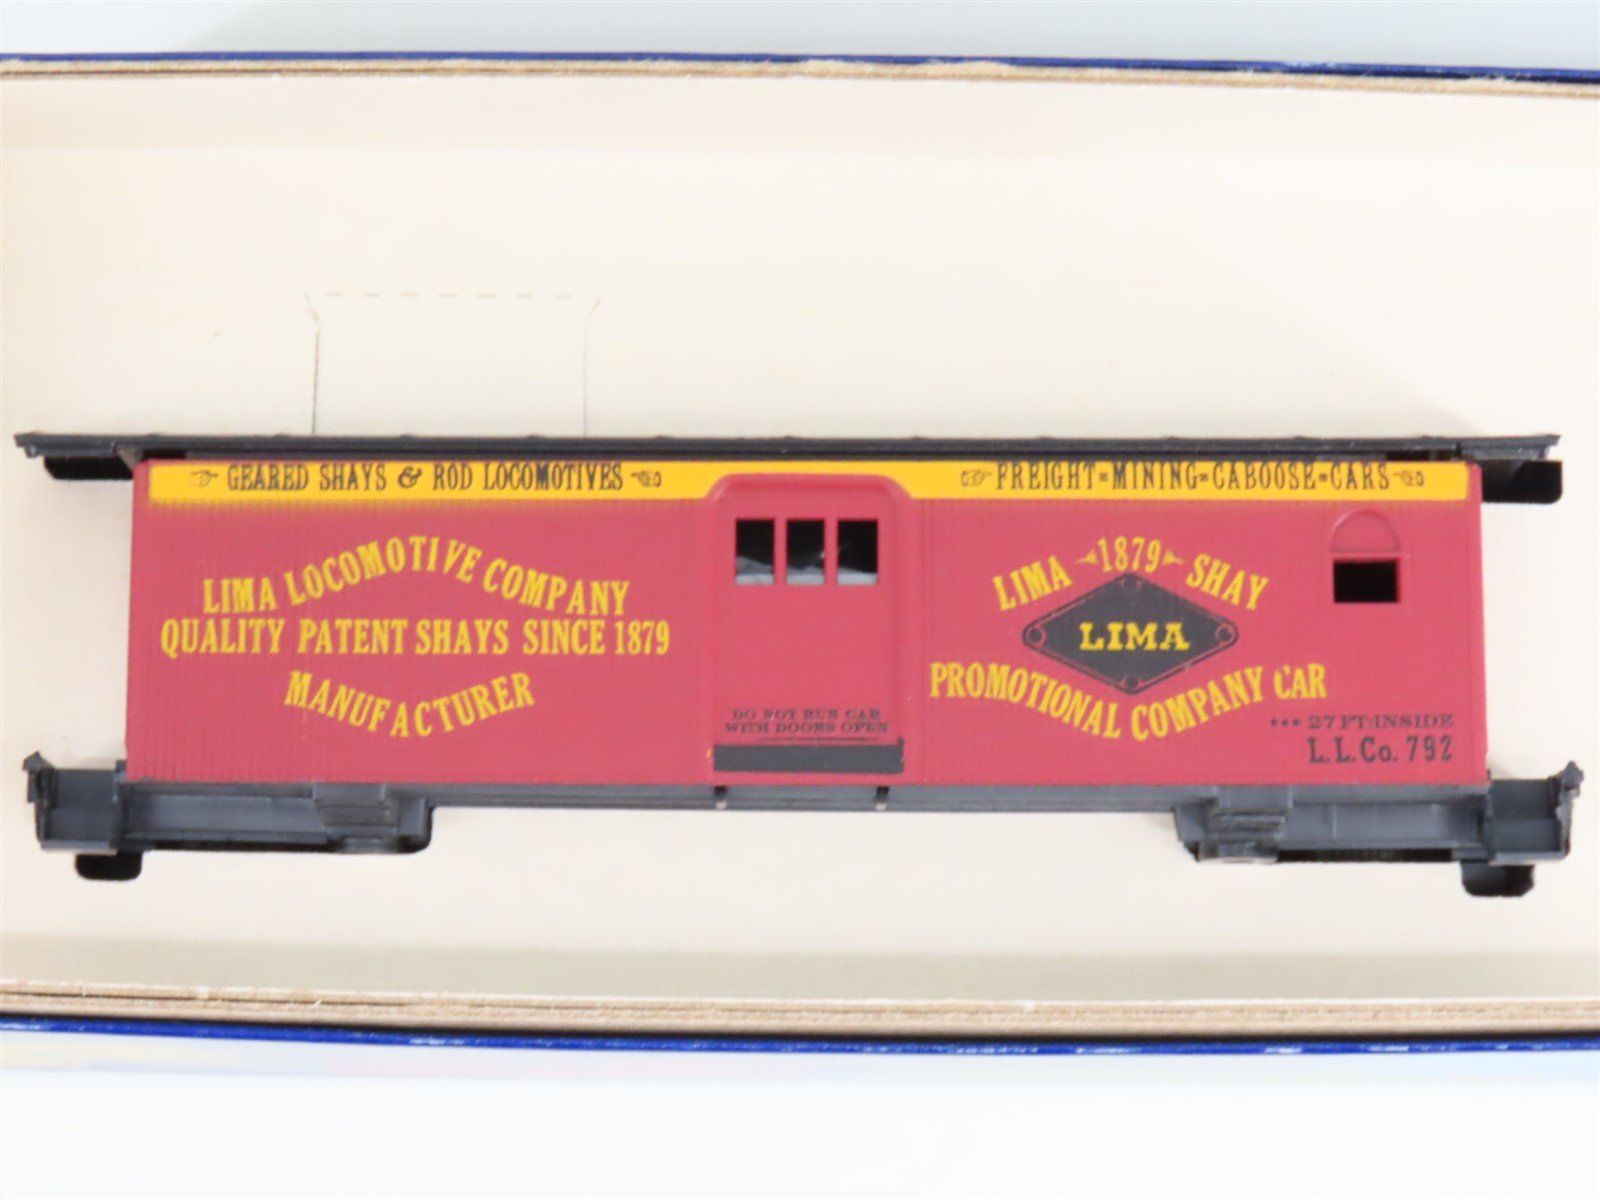 GEARED SHAYS & ROD LOCOMOTIVES
FREIGHT=MINING=CABOOSE=CARS
LIMA LOCOMOTIVE COMPANY
QUALITY PATENT SHAYS SINCE 1879
MANUFACTURER
DO NOT RUN CAR
WITH DOORS OPEN
LIMA 1879 SHAY
LIMA
PROMOTIONAL COMPANY CAR
*** 27 FT. INSIDE
L.L.Co. 792